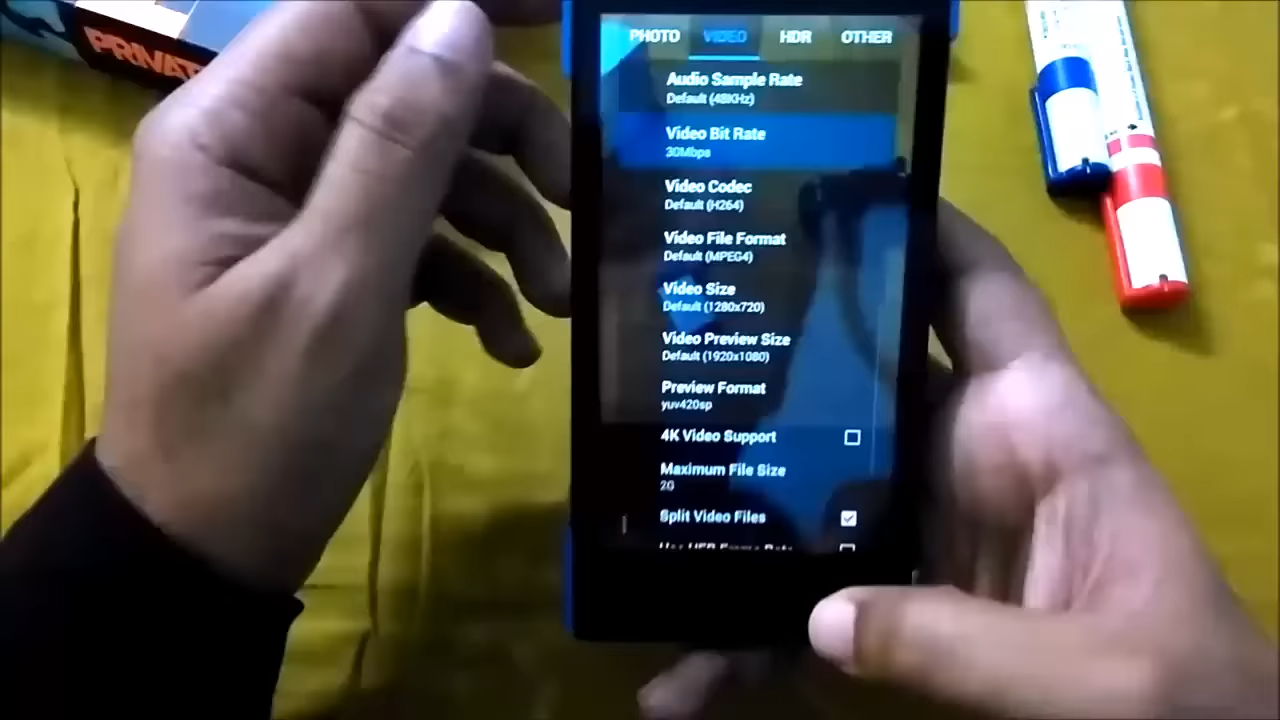 PRIVAT
PHOTO VIDEO HDR OTHER
Audio Sample Rate
Default (48KHz)
Video Bit Rate
30Mbps
Video Codec
Default (H264)
Video File Format
Default (MPEG4)
Video Size
Default (1280x720)
Video Preview Size
Default (1920x1080)
Preview Format
yuv420sp
4K Video Support
Maximum File Size
2G
Split Video Files